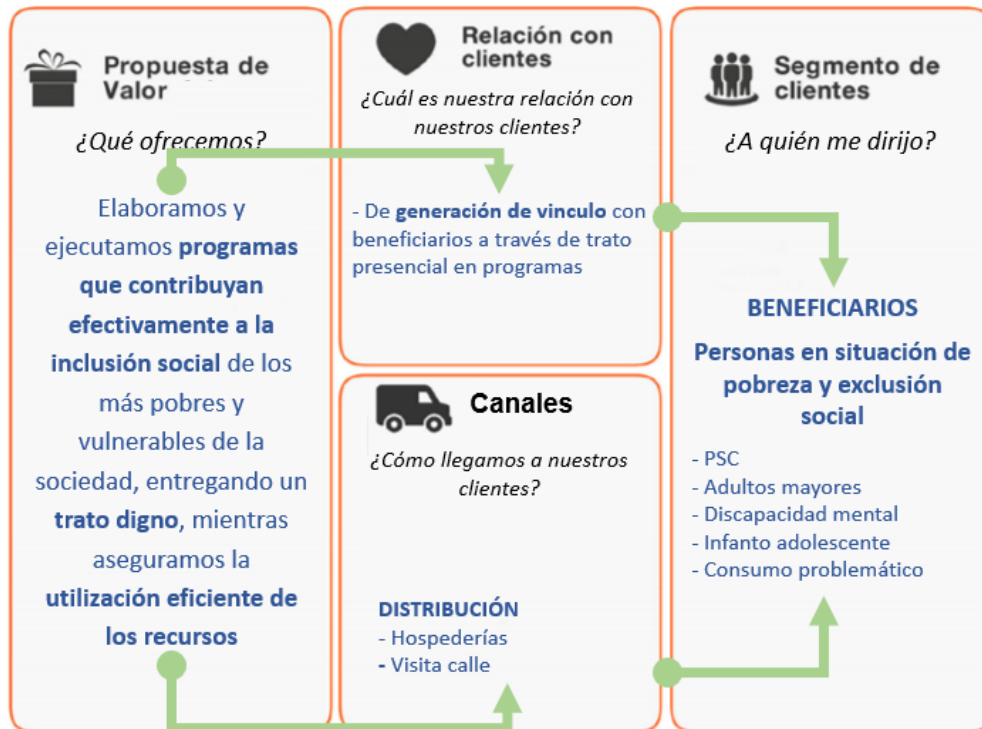 Propuesta de
Valor
¿Qué ofrecemos?
Elaboramos y
ejecutamos programas
que contribuyan
efectivamente a la
inclusión social de los
más pobres y
vulnerables de la
sociedad, entregando un
trato digno, mientras
aseguramos la
utilización eficiente de
los recursos
Relación con
clientes
¿Cuál es nuestra relación con
nuestros clientes?
- De generación de vinculo con
beneficiarios a través de trato
presencial en programas
Canales
¿Cómo llegamos a nuestros
clientes?
DISTRIBUCIÓN
- Hospederías
- Visita calle
Segmento de
clientes
¿A quién me dirijo?
BENEFICIARIOS
Personas en situación de
pobreza y exclusión
social
- PSC
- Adultos mayores
- Discapacidad mental
- Infanto adolescente
- Consumo problemático